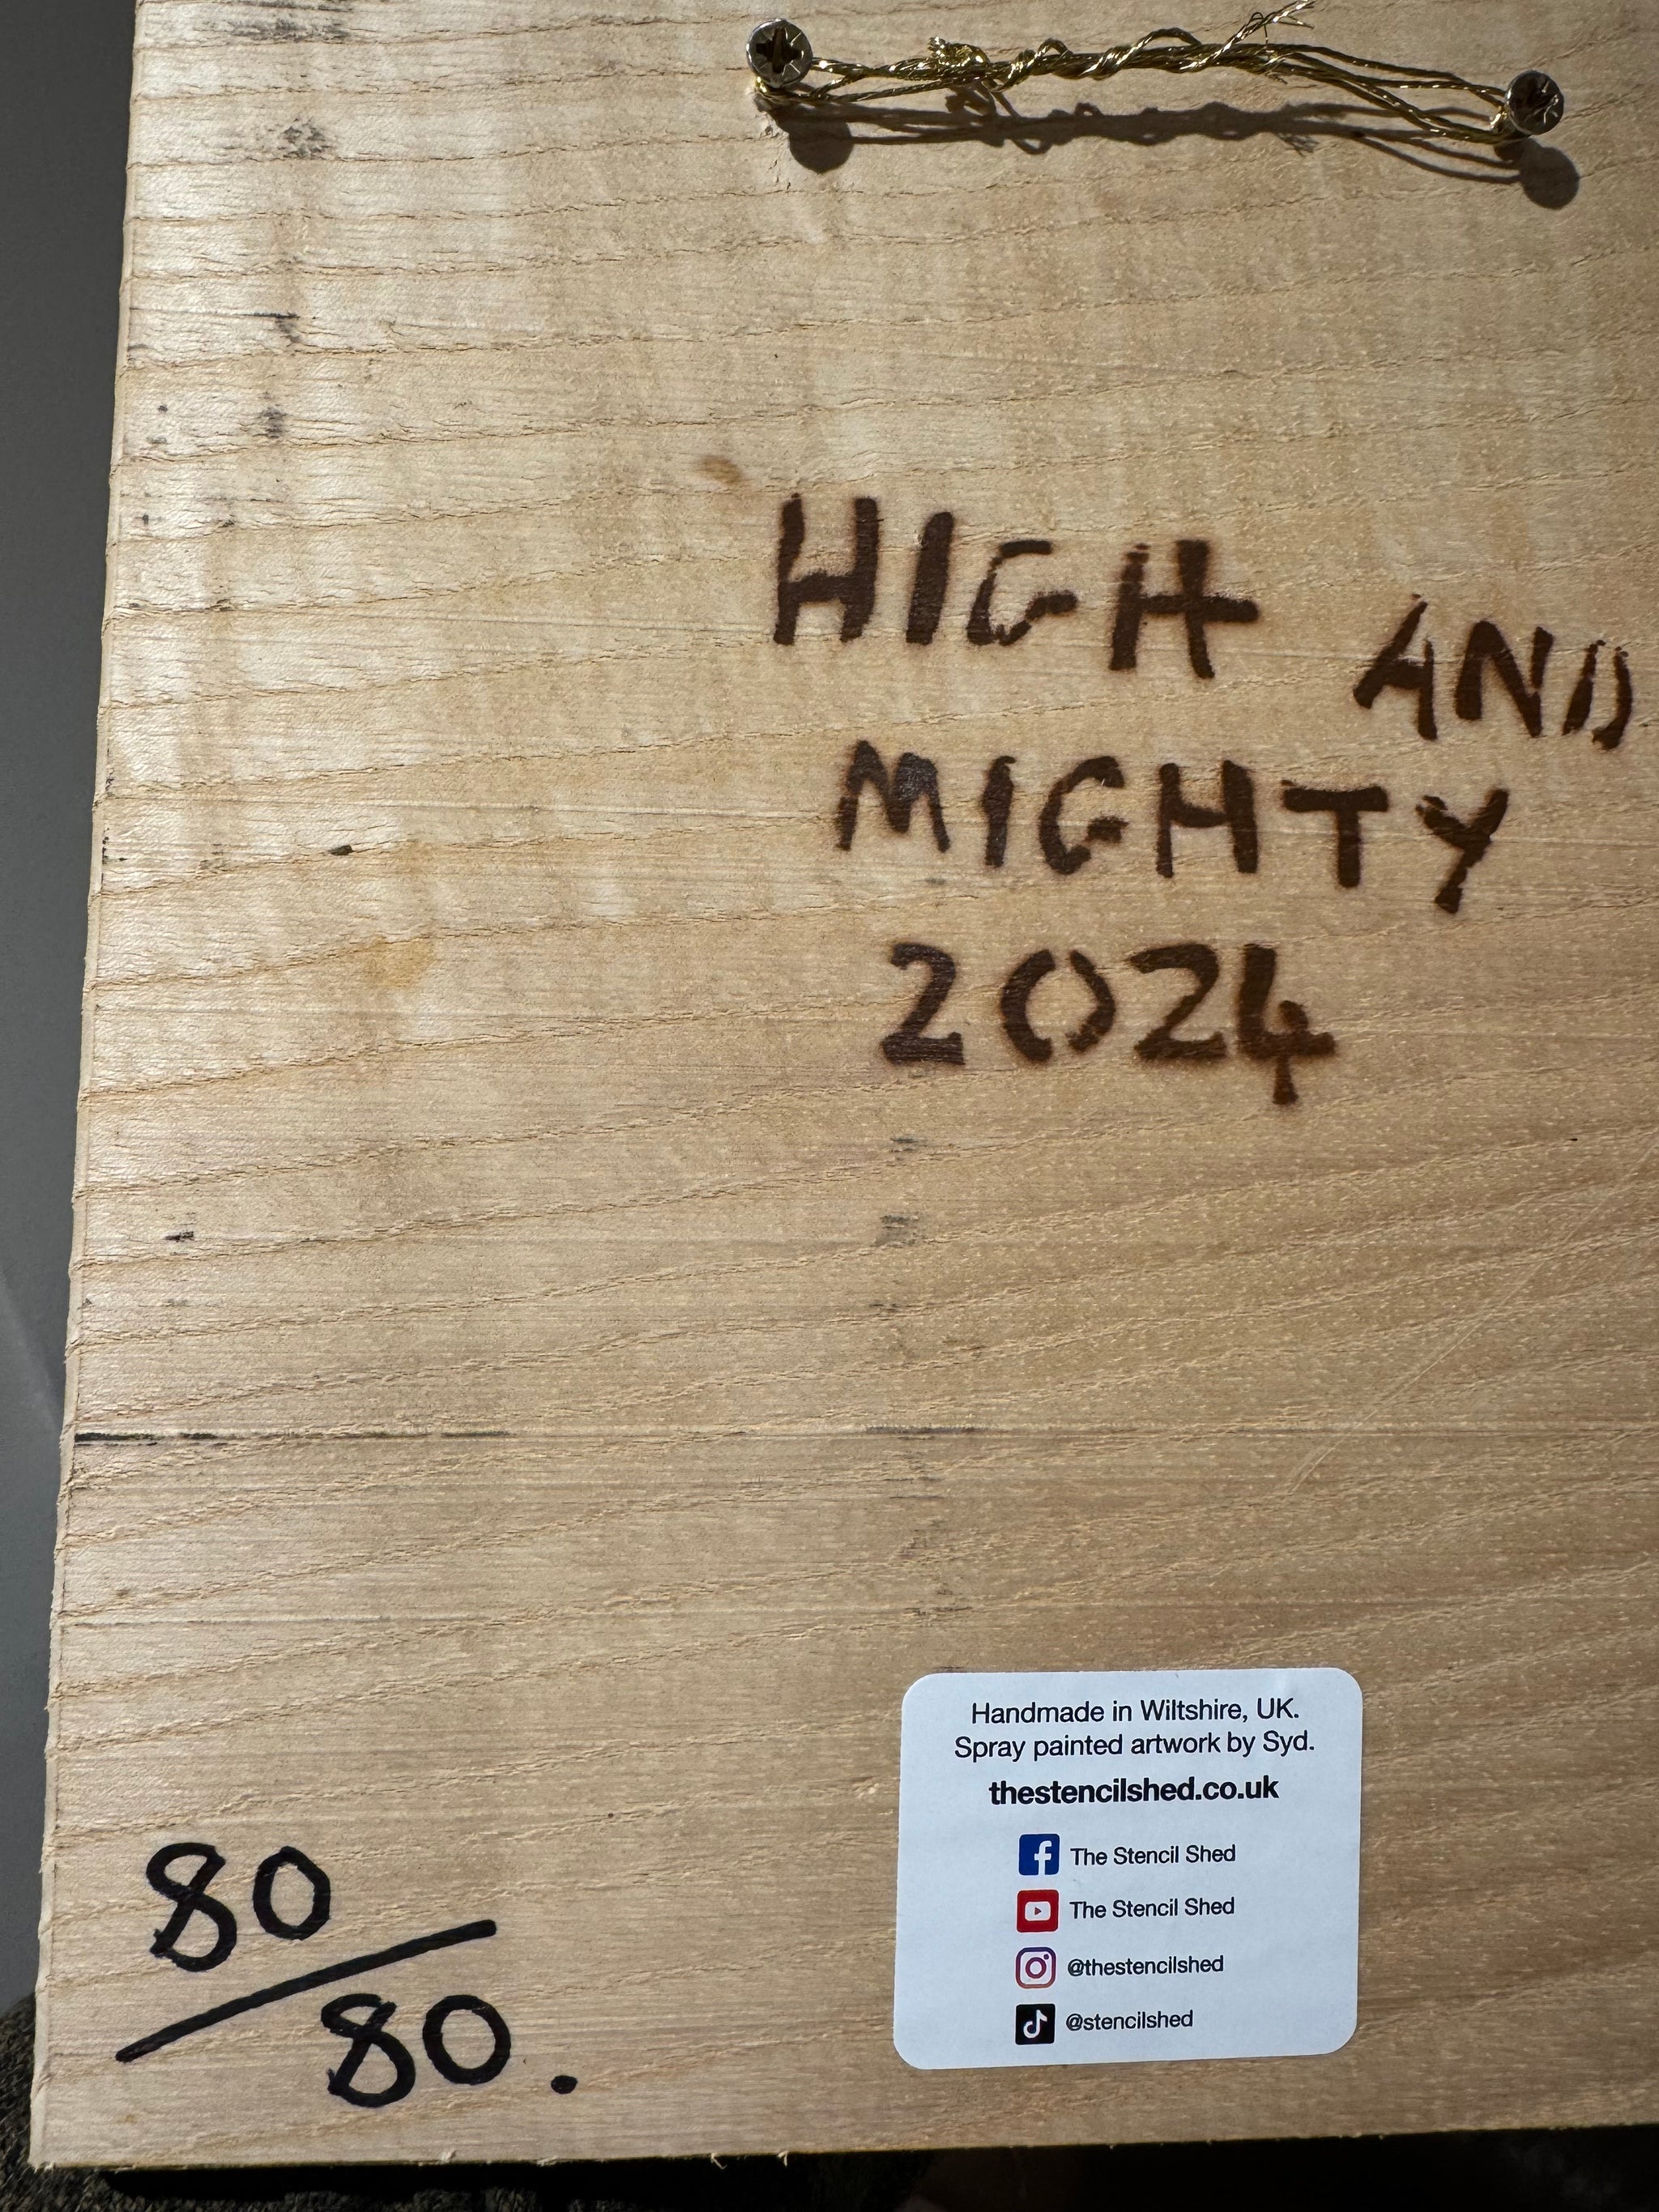 HIGH AND
MIGHTY
2024
Handmade in Wiltshire, UK.
Spray painted artwork by Syd.
thestencilshed.co.uk
The Stencil Shed
The Stencil Shed
@thestencilshed
@stencilshed
80/80.